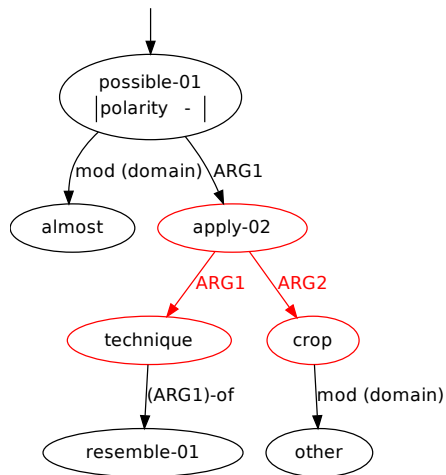 possible-01
polarity -
mod (domain) ARG1
almost apply-02
ARG1 ARG2
technique crop
(ARG1)-of mod (domain)
resemble-01 other